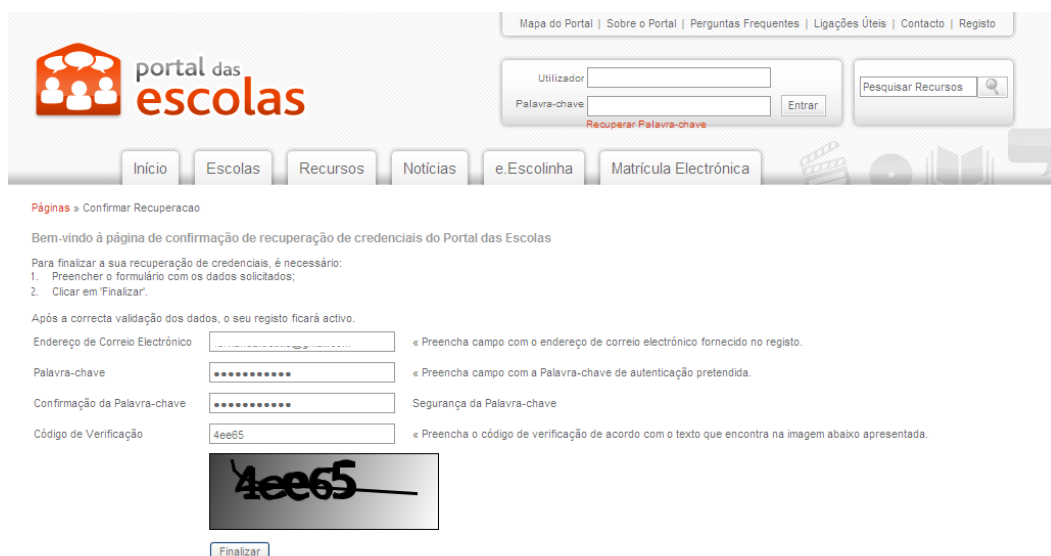 Mapa do Portal | Sobre o Portal | Perguntas Frequentes | Ligações Úteis | Contacto | Registo
portal das
escolas
Utilizador
Palavra-chave
Entrar
Recuperar Palavra-chave
Pesquisar Recursos
Início Escolas Recursos Notícias e.Escolinha Matrícula Electrónica
Páginas » Confirmar Recuperacao
Bem-vindo à página de confirmação de recuperação de credenciais do Portal das Escolas
Para finalizar a sua recuperação de credenciais, é necessário:
1. Preencher o formulário com os dados solicitados;
2. Clicar em 'Finalizar'.
Após a correcta validação dos dados, o seu registo ficará activo.
Endereço de Correio Electrónico « Preencha campo com o endereço de correio electrónico fornecido no registo.
Palavra-chave ●●●●●●●●●●● « Preencha campo com a Palavra-chave de autenticação pretendida.
Confirmação da Palavra-chave ●●●●●●●●●●● Segurança da Palavra-chave
Código de Verificação 4ee65 « Preencha o código de verificação de acordo com o texto que encontra na imagem abaixo apresentada.
4ee65
Finalizar